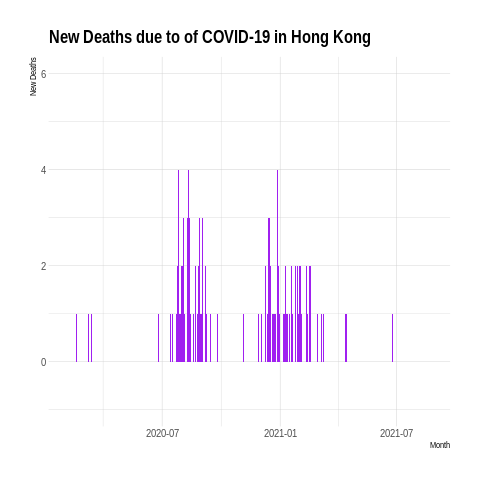 New Deaths due to of COVID-19 in Hong Kong
New Deaths
6
4
2
0
2020-07
2021-01
2021-07
Month